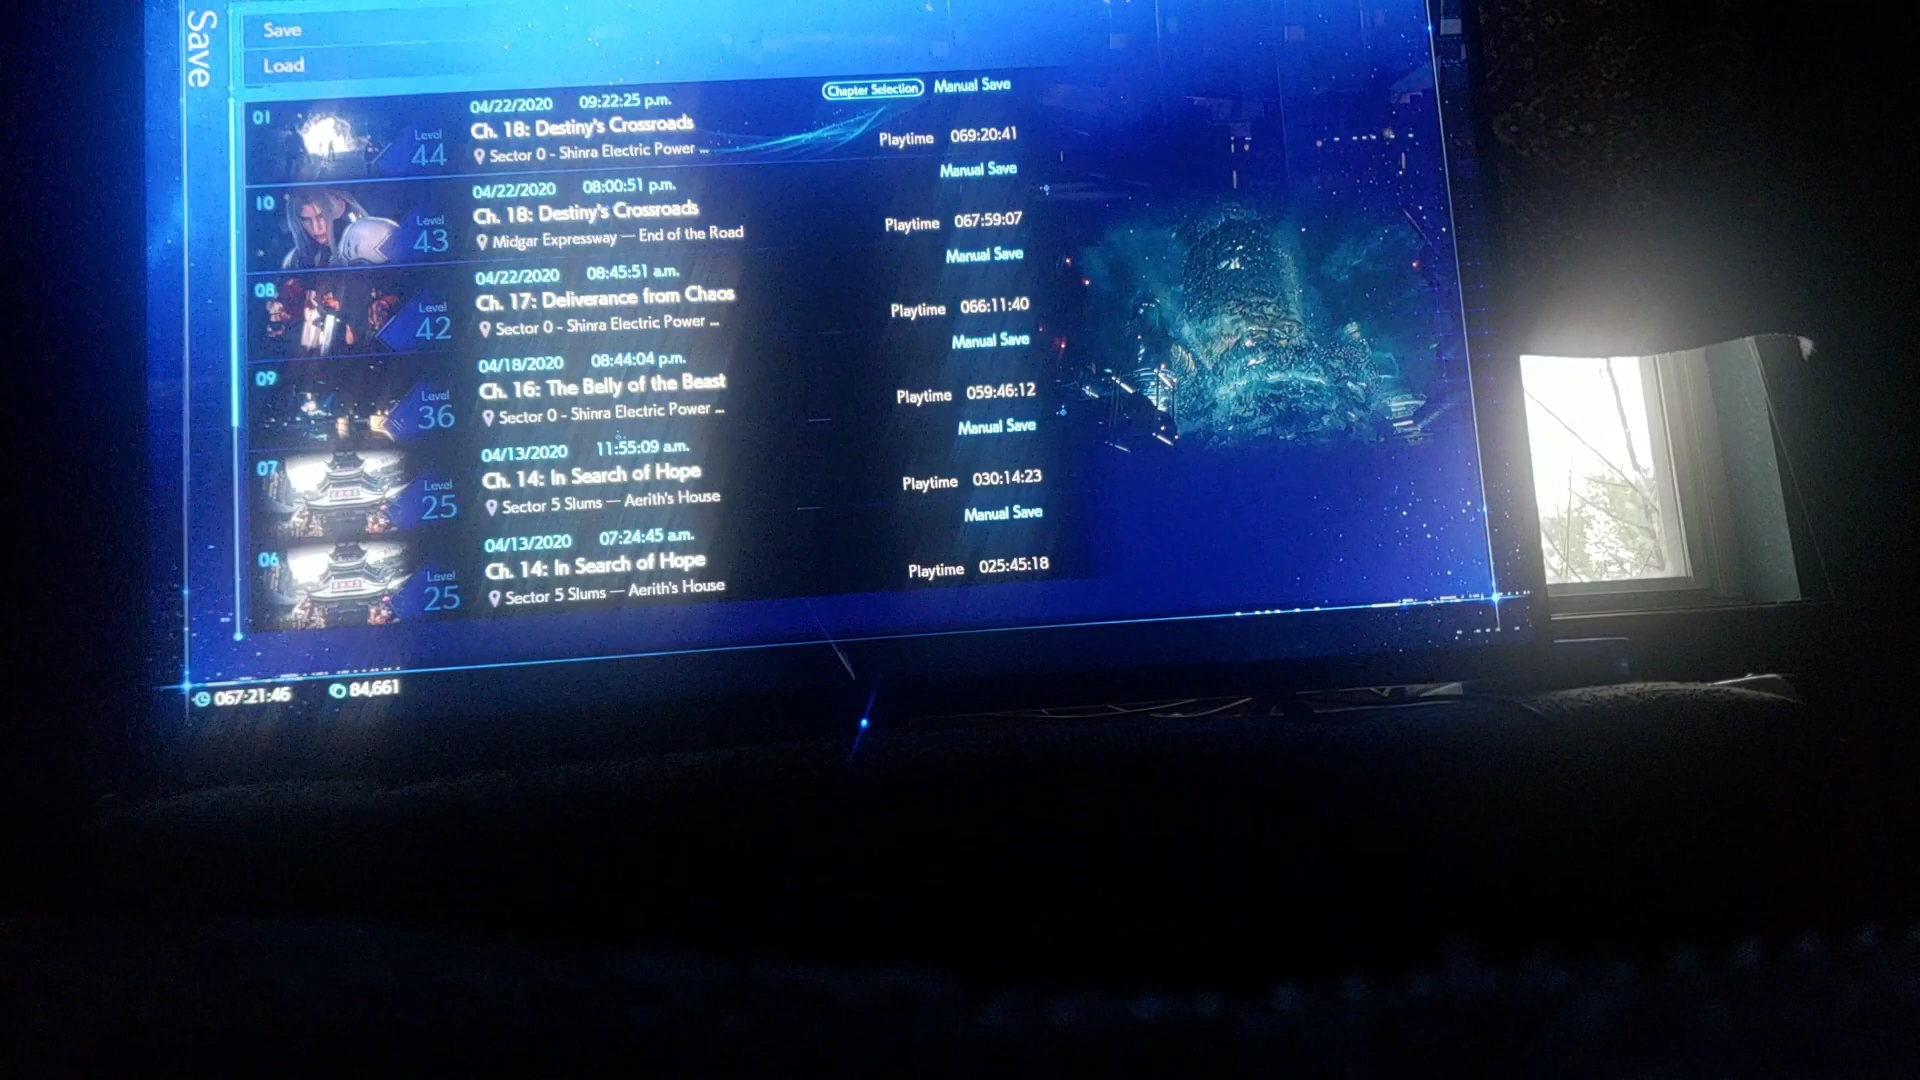 Save
Save
Load
01
Level
44
04/22/2020 09:22:25 p.m.
Chapter Selection Manual Save
Ch. 18: Destiny's Crossroads
Sector 0 - Shinra Electric Power ...
Playtime 069:20:41
10
Level
43
04/22/2020 08:00:51 p.m.
Manual Save
Ch. 18: Destiny's Crossroads
Midgar Expressway — End of the Road
Playtime 067:59:07
08
Level
42
04/22/2020 08:45:51 a.m.
Manual Save
Ch. 17: Deliverance from Chaos
Sector 0 - Shinra Electric Power ...
Playtime 066:11:40
09
Level
36
04/18/2020 08:44:04 p.m.
Manual Save
Ch. 16: The Belly of the Beast
Sector 0 - Shinra Electric Power ...
Playtime 059:46:12
07
Level
25
04/13/2020 11:55:09 a.m.
Manual Save
Ch. 14: In Search of Hope
Sector 5 Slums — Aerith's House
Playtime 030:14:23
06
Level
25
04/13/2020 07:24:45 a.m.
Manual Save
Ch. 14: In Search of Hope
Sector 5 Slums — Aerith's House
Playtime 025:45:18
067:21:46 84,661